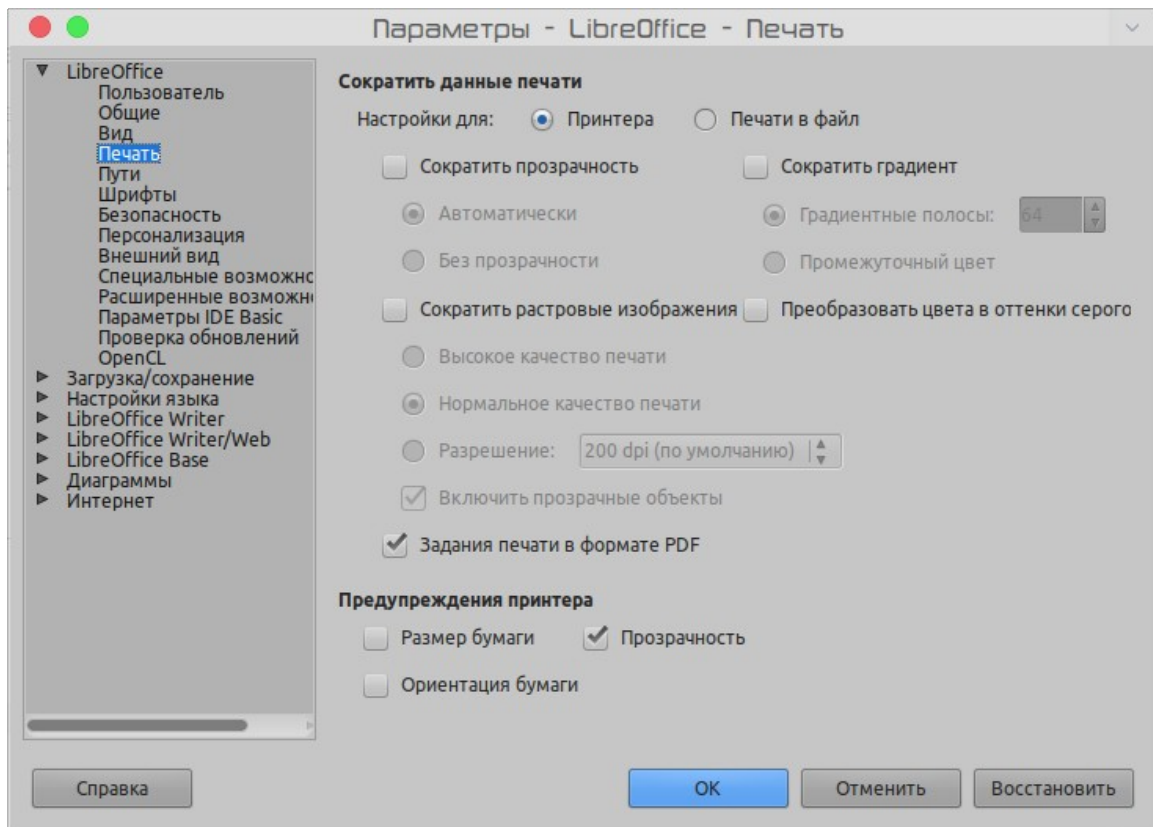 Параметры - LibreOffice - Печать
LibreOffice
Пользователь
Общие
Вид
Печать
Пути
Шрифты
Безопасность
Персонализация
Внешний вид
Специальные возможно
Расширенные возможн
Параметры IDE Basic
Проверка обновлений
OpenCL
Загрузка/сохранение
Настройки языка
LibreOffice Writer
LibreOffice Writer/Web
LibreOffice Base
Диаграммы
Интернет
Сократить данные печати
Настройки для: Принтера Печати в файл
Сократить прозрачность Сократить градиент
Автоматически Градиентные полосы: 64
Без прозрачности Промежуточный цвет
Сократить растровые изображения Преобразовать цвета в оттенки серого
Высокое качество печати
Нормальное качество печати
Разрешение: 200 dpi (по умолчанию)
Включить прозрачные объекты
Задания печати в формате PDF
Предупреждения принтера
Размер бумаги Прозрачность
Ориентация бумаги
Справка OK Отменить Восстановить